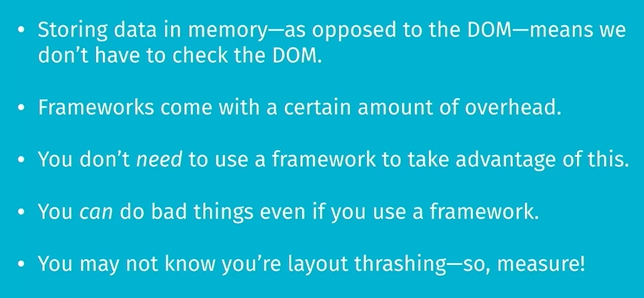 • Storing data in memory—as opposed to the DOM—means we
don’t have to check the DOM.
• Frameworks come with a certain amount of overhead.
• You don’t need to use a framework to take advantage of this.
• You can do bad things even if you use a framework.
• You may not know you’re layout thrashing—so, measure!